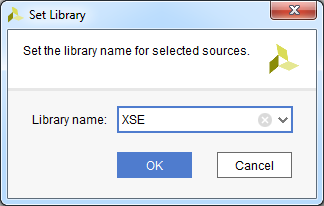 Set Library
Set the library name for selected sources.
Library name: XSE
OK Cancel